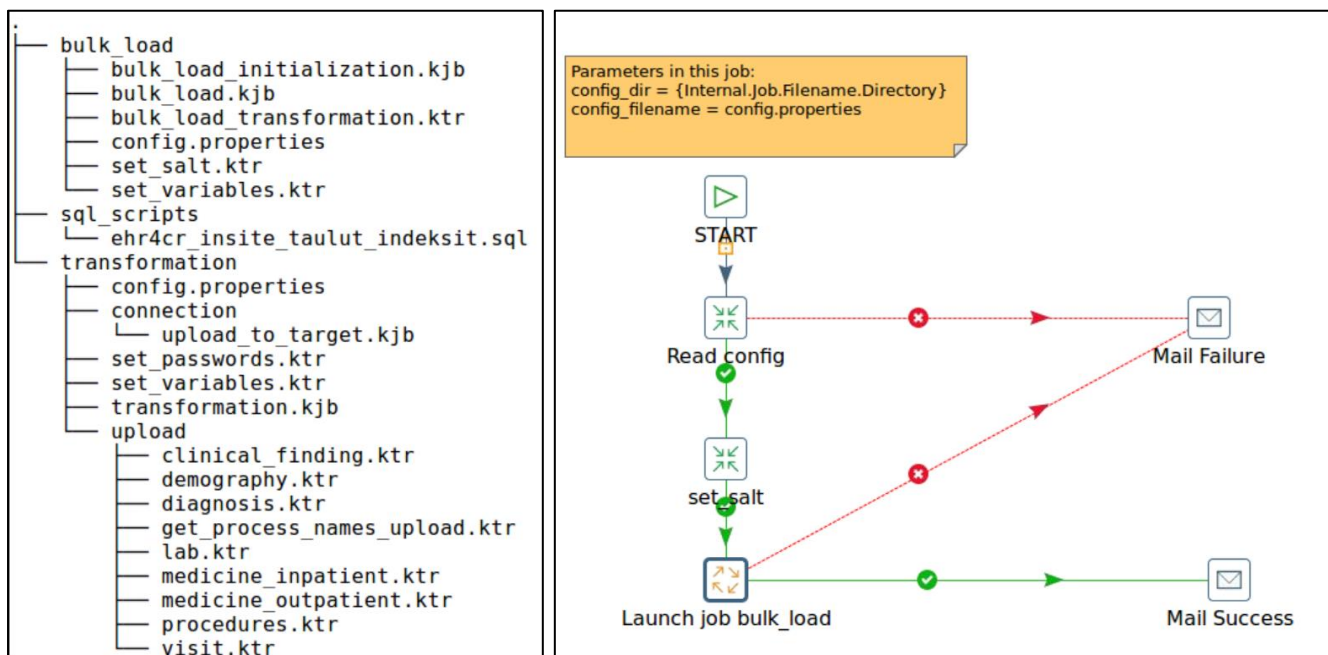 .
├── bulk_load
│   ├── bulk_load_initialization.kjb
│   ├── bulk_load.kjb
│   ├── bulk_load_transformation.ktr
│   ├── config.properties
│   ├── set_salt.ktr
│   └── set_variables.ktr
├── sql_scripts
│   └── ehr4cr_insite_taulut_indeksit.sql
└── transformation
    ├── config.properties
    ├── connection
    │   └── upload_to_target.kjb
    ├── set_passwords.ktr
    ├── set_variables.ktr
    ├── transformation.kjb
    └── upload
        ├── clinical_finding.ktr
        ├── demography.ktr
        ├── diagnosis.ktr
        ├── get_process_names_upload.ktr
        ├── lab.ktr
        ├── medicine_inpatient.ktr
        ├── medicine_outpatient.ktr
        ├── procedures.ktr
        └── visit.ktr
Parameters in this job:
config_dir = {Internal.Job.Filename.Directory}
config_filename = config.properties
START
Read config
Mail Failure
set_salt
Launch job bulk_load
Mail Success